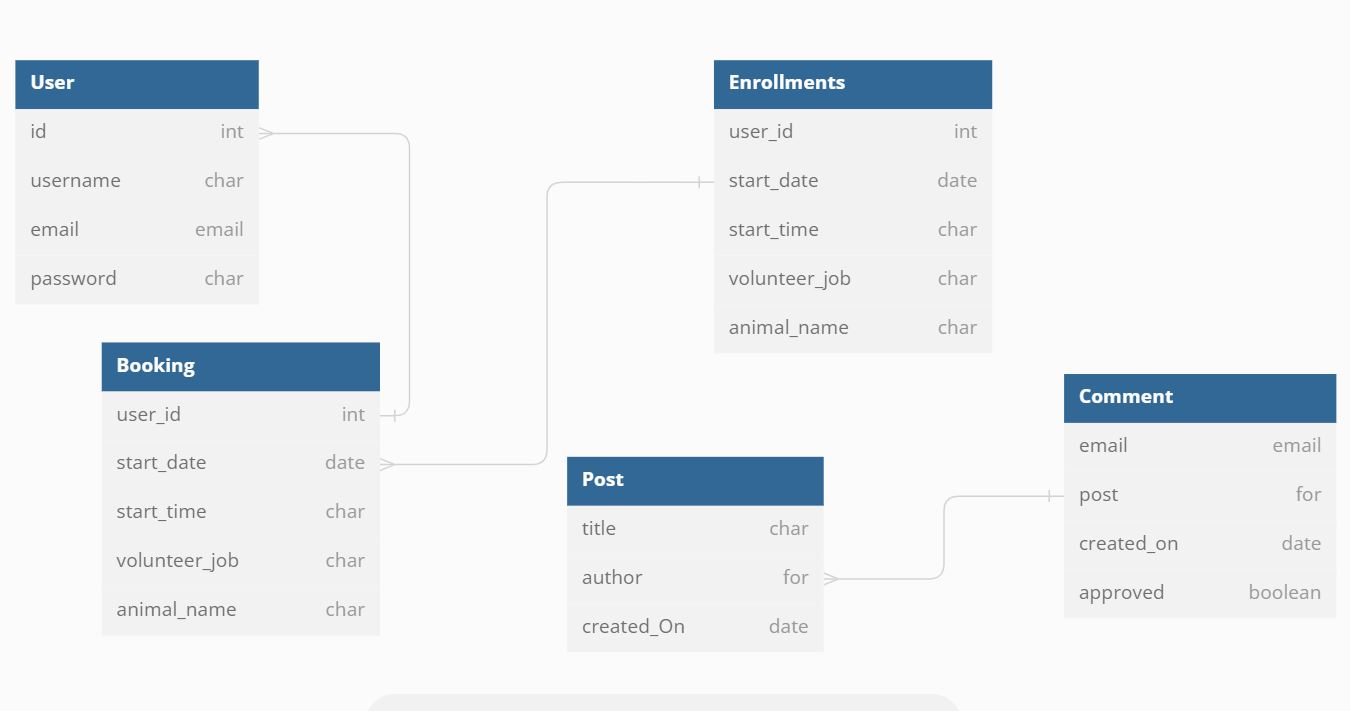 User
id int
username char
email email
password char
Booking
user_id int
start_date date
start_time char
volunteer_job char
animal_name char
Enrollments
user_id int
start_date date
start_time char
volunteer_job char
animal_name char
Post
title char
author for
created_On date
Comment
email email
post for
created_on date
approved boolean